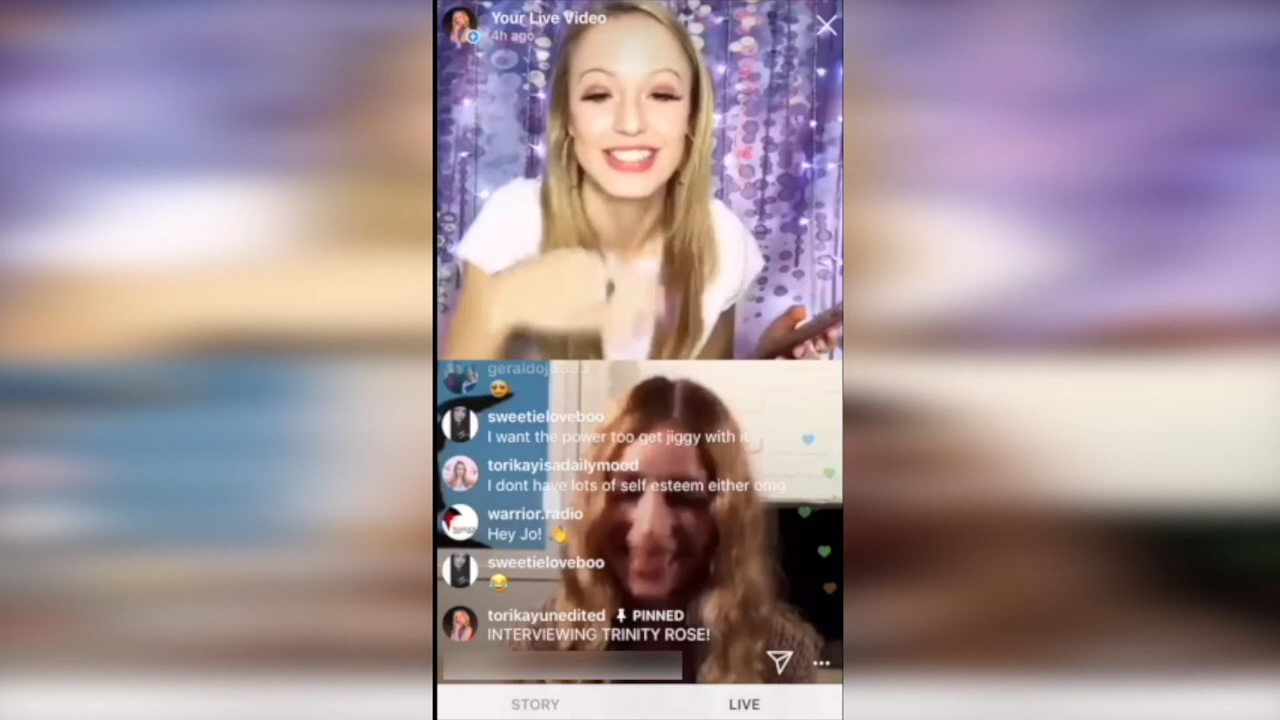 Your Live Video
4h ago
geraldoj8393
😍
sweetieloveboo
I want the power too get jiggy with it
torikayisadailymood
I dont have lots of self esteem either omg
warrior.radio
Hey Jo! 👋
sweetieloveboo
😂
torikayunedited PINNED
INTERVIEWING TRINITY ROSE!
STORY
LIVE